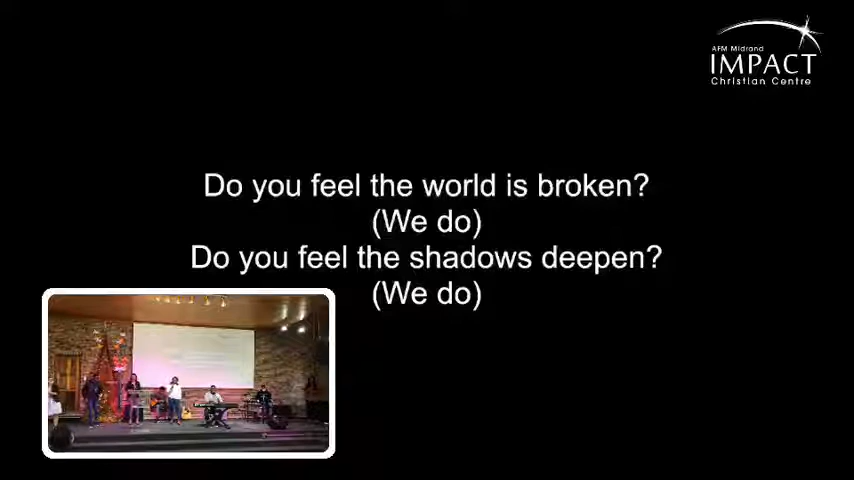 AFM Midrand
IMPACT
Christian Centre
Do you feel the world is broken?
(We do)
Do you feel the shadows deepen?
(We do)